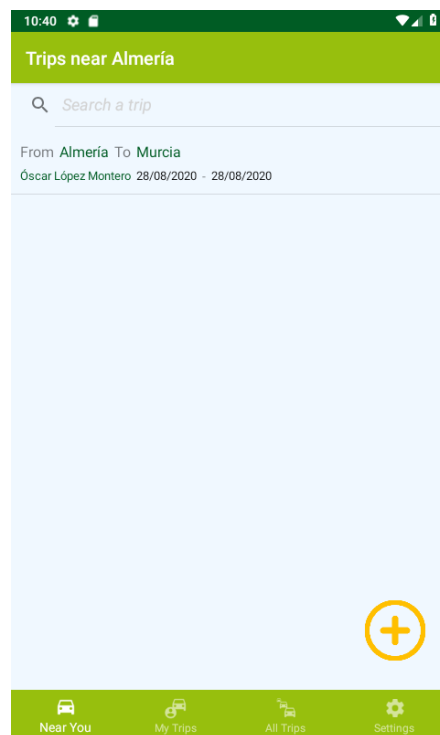 10:40
Trips near Almería
Search a trip
From Almería To Murcia
Óscar López Montero 28/08/2020 - 28/08/2020
Near You My Trips All Trips Settings